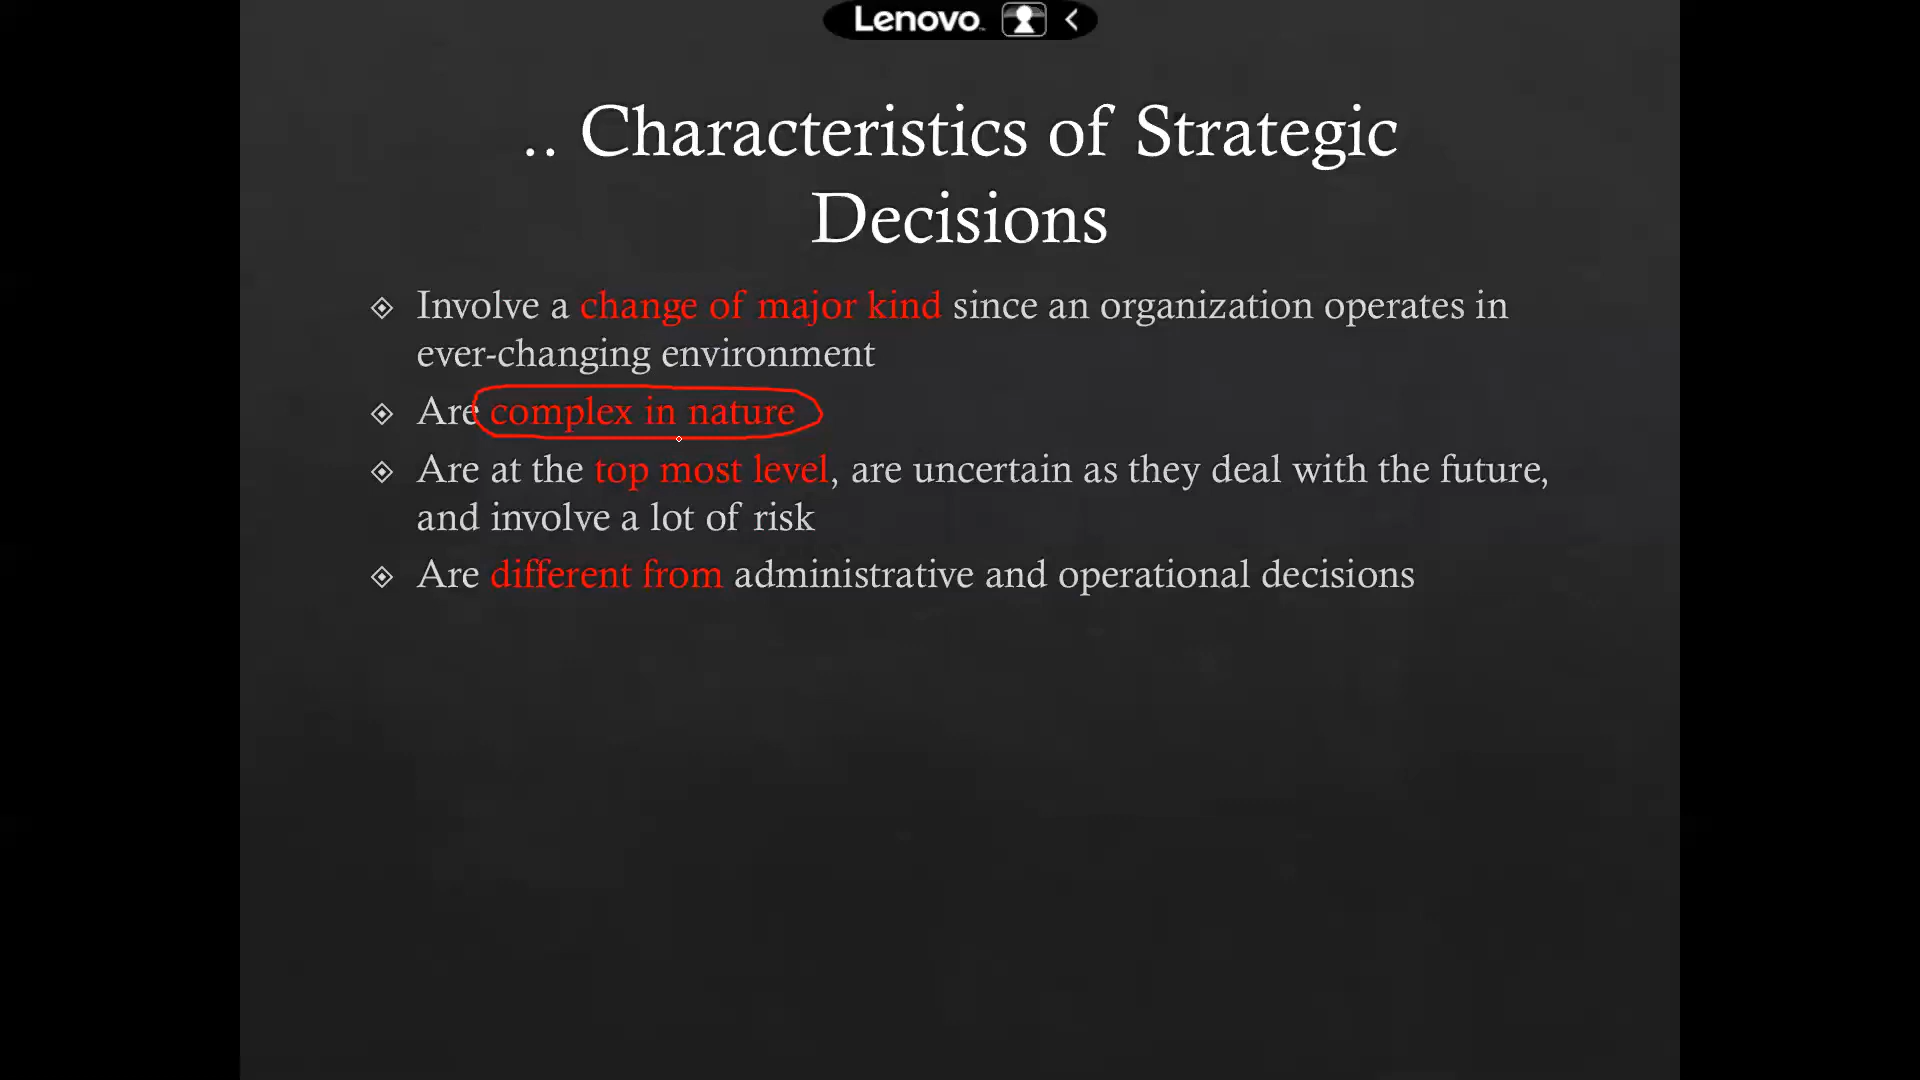 Lenovo
.. Characteristics of Strategic
Decisions
Involve a change of major kind since an organization operates in
ever-changing environment
Are complex in nature
Are at the top most level, are uncertain as they deal with the future,
and involve a lot of risk
Are different from administrative and operational decisions